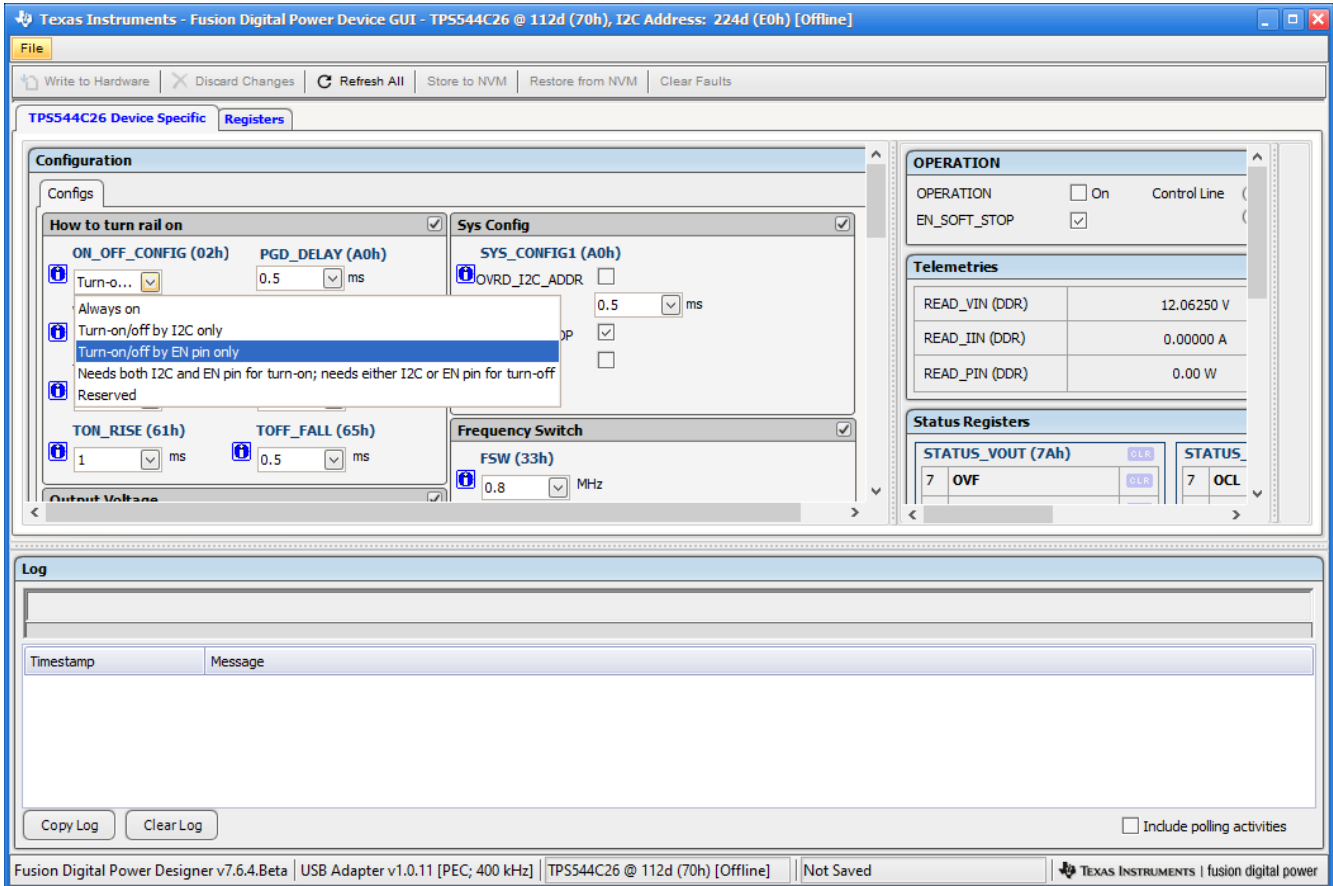 Texas Instruments - Fusion Digital Power Device GUI - TPS544C26 @ 112d (70h), I2C Address: 224d (E0h) [Offline]
File
Write to Hardware Discard Changes Refresh All Store to NVM Restore from NVM Clear Faults
TPS544C26 Device Specific Registers
Configuration
Configs
How to turn rail on
ON_OFF_CONFIG (02h) PGD_DELAY (A0h)
Turn-o... 0.5 ms
Always on
Turn-on/off by I2C only
Turn-on/off by EN pin only
Needs both I2C and EN pin for turn-on; needs either I2C or EN pin for turn-off
Reserved
TON_RISE (61h) TOFF_FALL (65h)
1 ms 0.5 ms
Output Voltage
Sys Config
SYS_CONFIG1 (A0h)
OVRD_I2C_ADDR
0.5 ms
OP
Frequency Switch
FSW (33h)
0.8 MHz
OPERATION
OPERATION On Control Line
EN_SOFT_STOP
Telemetries
READ_VIN (DDR) 12.06250 V
READ_IIN (DDR) 0.00000 A
READ_PIN (DDR) 0.00 W
Status Registers
STATUS_VOUT (7Ah) CLR STATUS_
7 OVF CLR 7 OCL
Log
Timestamp Message
Copy Log Clear Log Include polling activities
Fusion Digital Power Designer v7.6.4.Beta USB Adapter v1.0.11 [PEC; 400 kHz] TPS544C26 @ 112d (70h) [Offline] Not Saved TEXAS INSTRUMENTS | fusion digital power